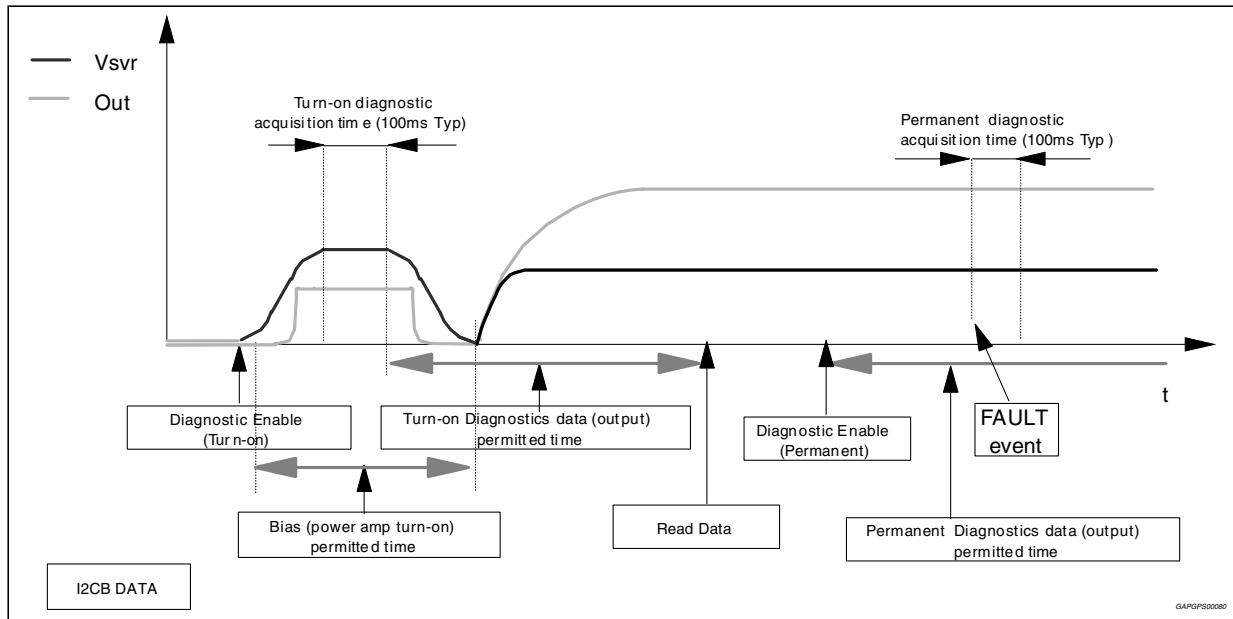 Vsvr
Out
Turn-on diagnostic
acquisition time (100ms Typ)
Permanent diagnostic
acquisition time (100ms Typ )
t
Diagnostic Enable
(Turn-on)
Turn-on Diagnostics data (output)
permitted time
Diagnostic Enable
(Permanent)
FAULT
event
Bias (power amp turn-on)
permitted time
Read Data
Permanent Diagnostics data (output)
permitted time
I2CB DATA
GAPGPS00080